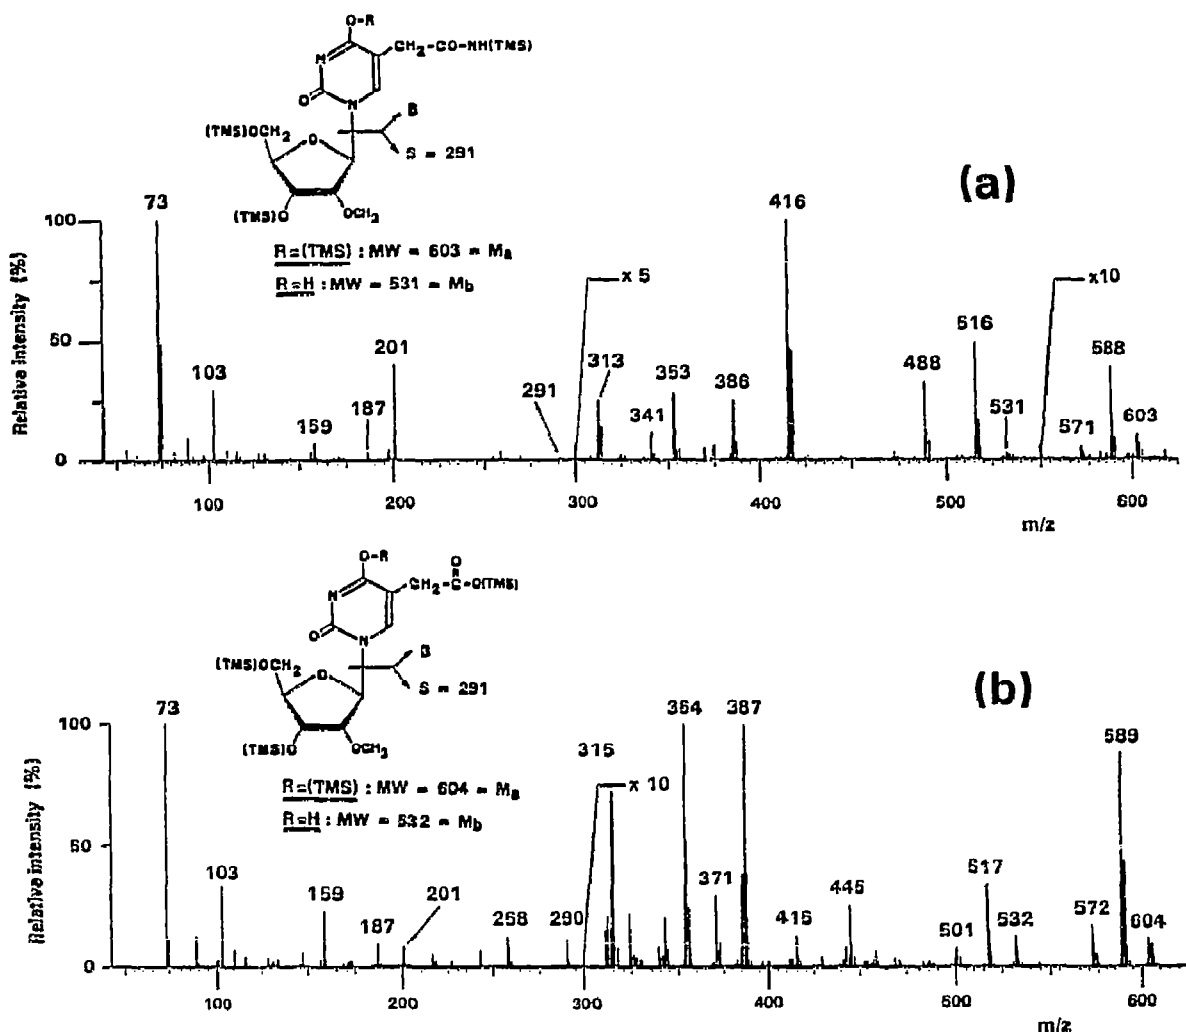 O-R
N
CH2-CO-NH(TMS)
O
N
B
(TMS)OCH2
O
S = 291
(TMS)O
OCH3
R=(TMS) : MW = 603 = Ma
R=H : MW = 531 = Mb
(a)
Relative intensity (%)
100
50
0
73
103
159
187
201
291
x 5
313
341
353
386
416
488
516
531
x10
571
588
603
100
200
300
400
500
600
m/z
O-R
O
N
CH2-C-O(TMS)
O
N
B
(TMS)OCH2
O
S = 291
(TMS)O
OCH3
R=(TMS) : MW = 604 = Ma
R=H : MW = 532 = Mb
(b)
Relative intensity (%)
100
50
0
73
103
159
187
201
258
290
315
x 10
354
371
387
415
445
501
517
532
572
589
604
100
200
300
400
500
600
m/z